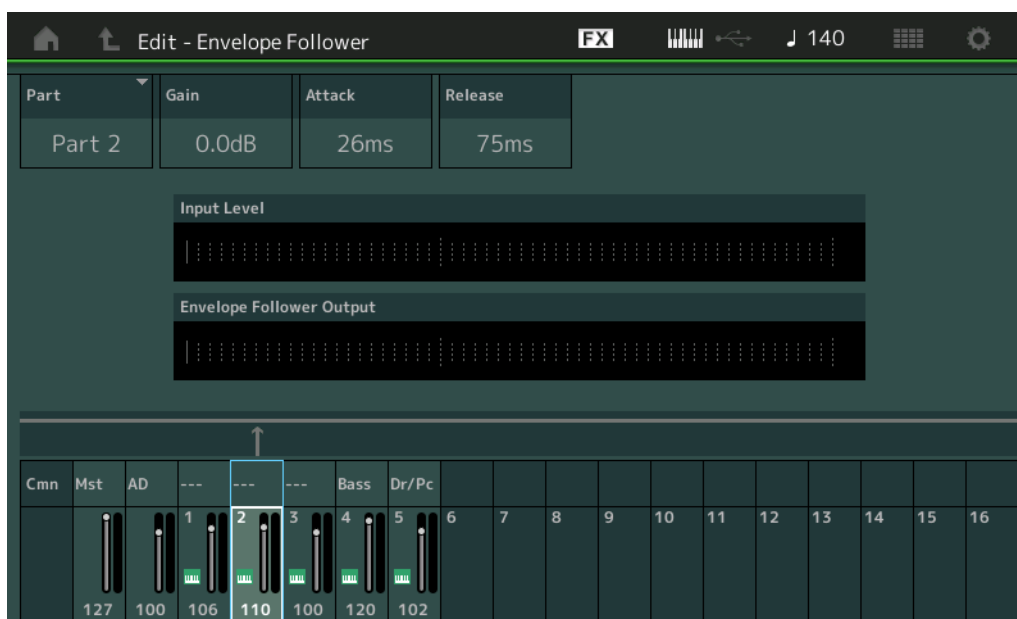 Edit - Envelope Follower FX ♩ 140
Part Gain Attack Release
Part 2 0.0dB 26ms 75ms
Input Level
Envelope Follower Output
Cmn Mst AD --- --- --- Bass Dr/Pc
1 2 3 4 5 6 7 8 9 10 11 12 13 14 15 16
127 100 106 110 100 120 102